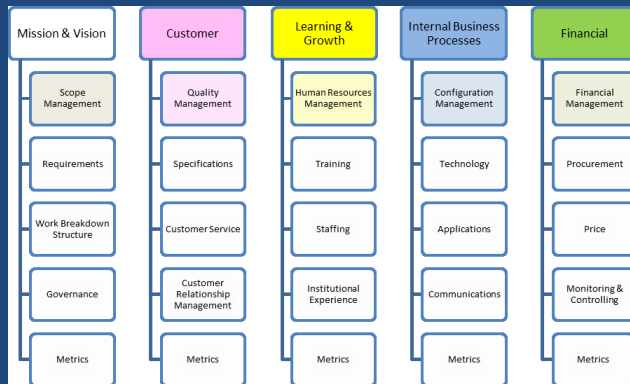 Mission & Vision
Scope
Management
Requirements
Work Breakdown
Structure
Governance
Metrics
Customer
Quality
Management
Specifications
Customer Service
Customer
Relationship
Management
Metrics
Learning &
Growth
Human Resources
Management
Training
Staffing
Institutional
Experience
Metrics
Internal Business
Processes
Configuration
Management
Technology
Applications
Communications
Metrics
Financial
Financial
Management
Procurement
Price
Monitoring &
Controlling
Metrics